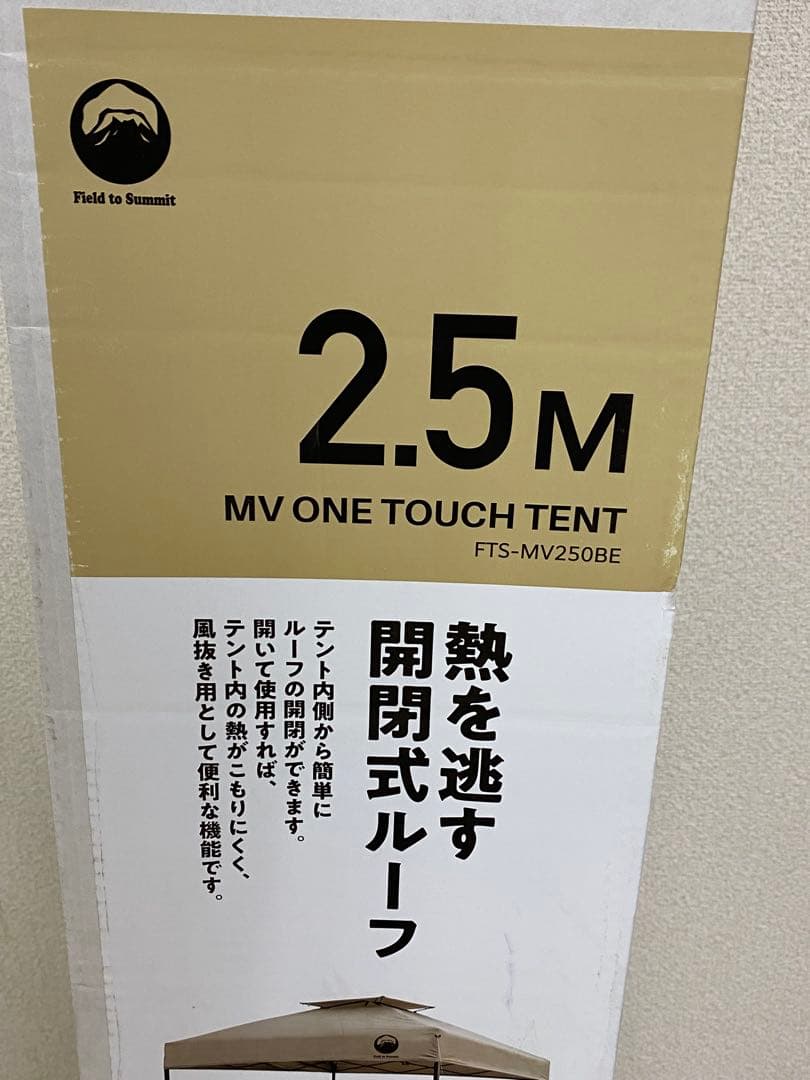 Field to Summit
2.5M
MV ONE TOUCH TENT
FTS-MV250BE
熱を逃す
開閉式ルーフ
テント内側から簡単に
ルーフの開閉ができます。
開いて使用すれば、
テント内の熱がこもりにくく、
風抜き用として便利な機能です。
Field to Summit